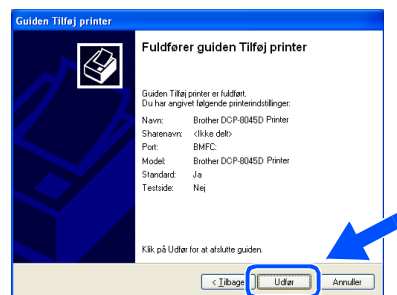 Guiden Tilføj printer
Fuldfører guiden Tilføj printer
Guiden Tilføj printer er fuldført.
Du har angivet følgende printerindstillinger:
Navn: Brother DCP-8045D Printer
Sharenavn: <Ikke delt>
Port: BMFC:
Model: Brother DCP-8045D Printer
Standard: Ja
Testside: Nej
Klik på Udfør for at afslutte guiden.
< Tilbage Udfør Annuller